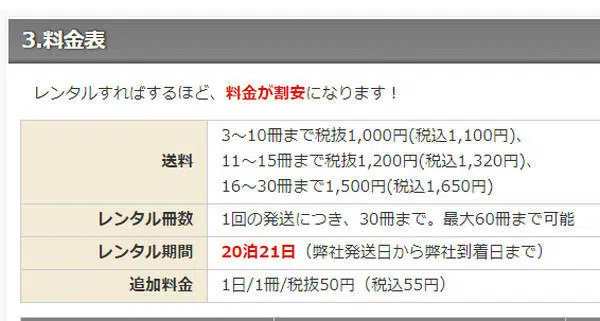 3.料金表
レンタルすればするほど、料金が割安になります！
送料
3～10冊まで税抜1,000円(税込1,100円)、
11～15冊まで税抜1,200円(税込1,320円)、
16～30冊まで1,500円(税込1,650円)
レンタル冊数
1回の発送につき、30冊まで。最大60冊まで可能
レンタル期間
20泊21日（弊社発送日から弊社到着日まで）
追加料金
1日/1冊/税抜50円（税込55円）